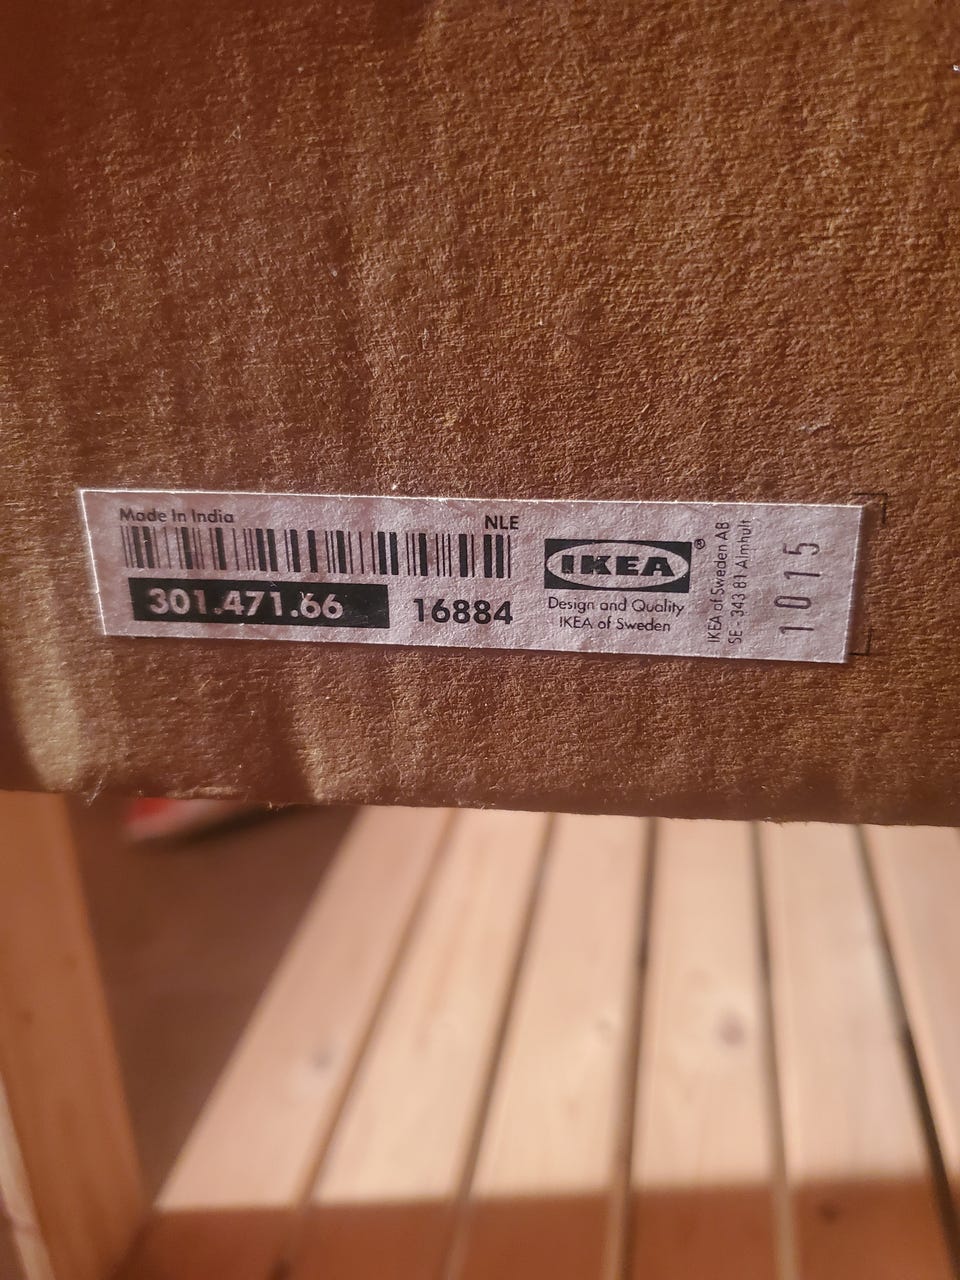 Made In India
NLE
301.471.66
16884
IKEA®
Design and Quality
IKEA of Sweden
IKEA of Sweden AB
SE - 343 81 Älmhult
1015